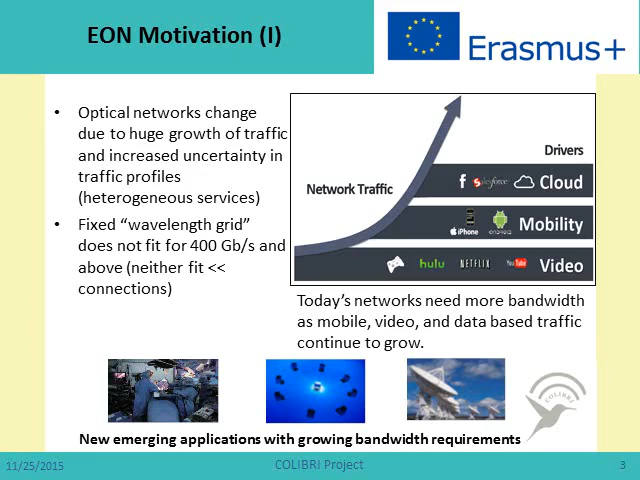 EON Motivation (I)
Erasmus+
• Optical networks change
due to huge growth of traffic
and increased uncertainty in
traffic profiles
(heterogeneous services)
• Fixed “wavelength grid”
does not fit for 400 Gb/s and
above (neither fit <<
connections)
Network Traffic
Drivers
f salesforce Cloud
iPhone android Mobility
hulu NETFLIX YouTube Video
Today’s networks need more bandwidth
as mobile, video, and data based traffic
continue to grow.
COLIBRI
New emerging applications with growing bandwidth requirements
11/25/2015
COLIBRI Project
3